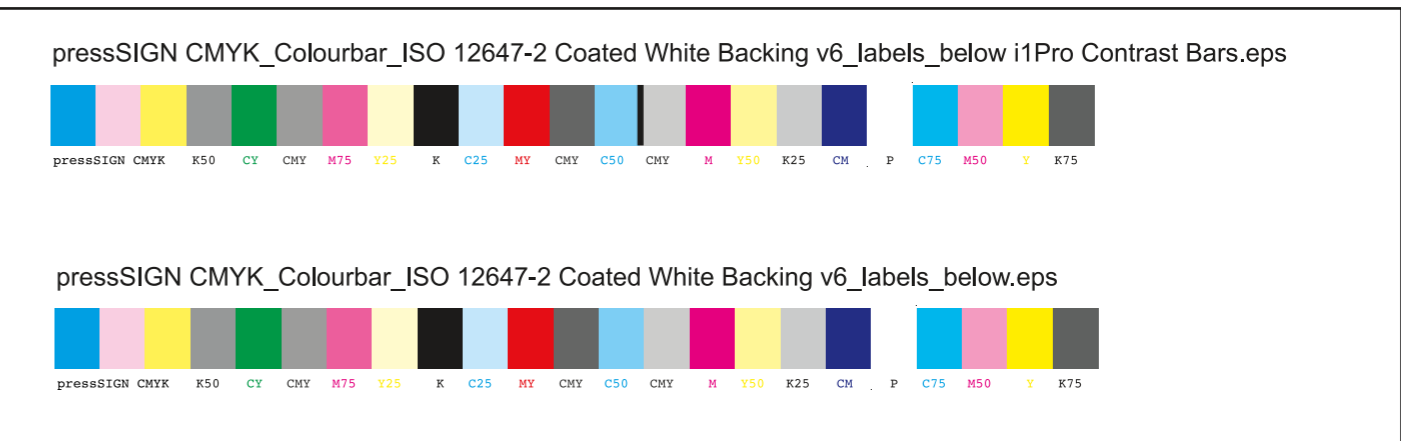 pressSIGN CMYK_Colourbar_ISO 12647-2 Coated White Backing v6_labels_below i1Pro Contrast Bars.eps
pressSIGN CMYK K50 CY CMY M75 Y25 K C25 MY CMY C50 CMY M Y50 K25 CM P C75 M50 Y K75
pressSIGN CMYK_Colourbar_ISO 12647-2 Coated White Backing v6_labels_below.eps
pressSIGN CMYK K50 CY CMY M75 Y25 K C25 MY CMY C50 CMY M Y50 K25 CM P C75 M50 Y K75